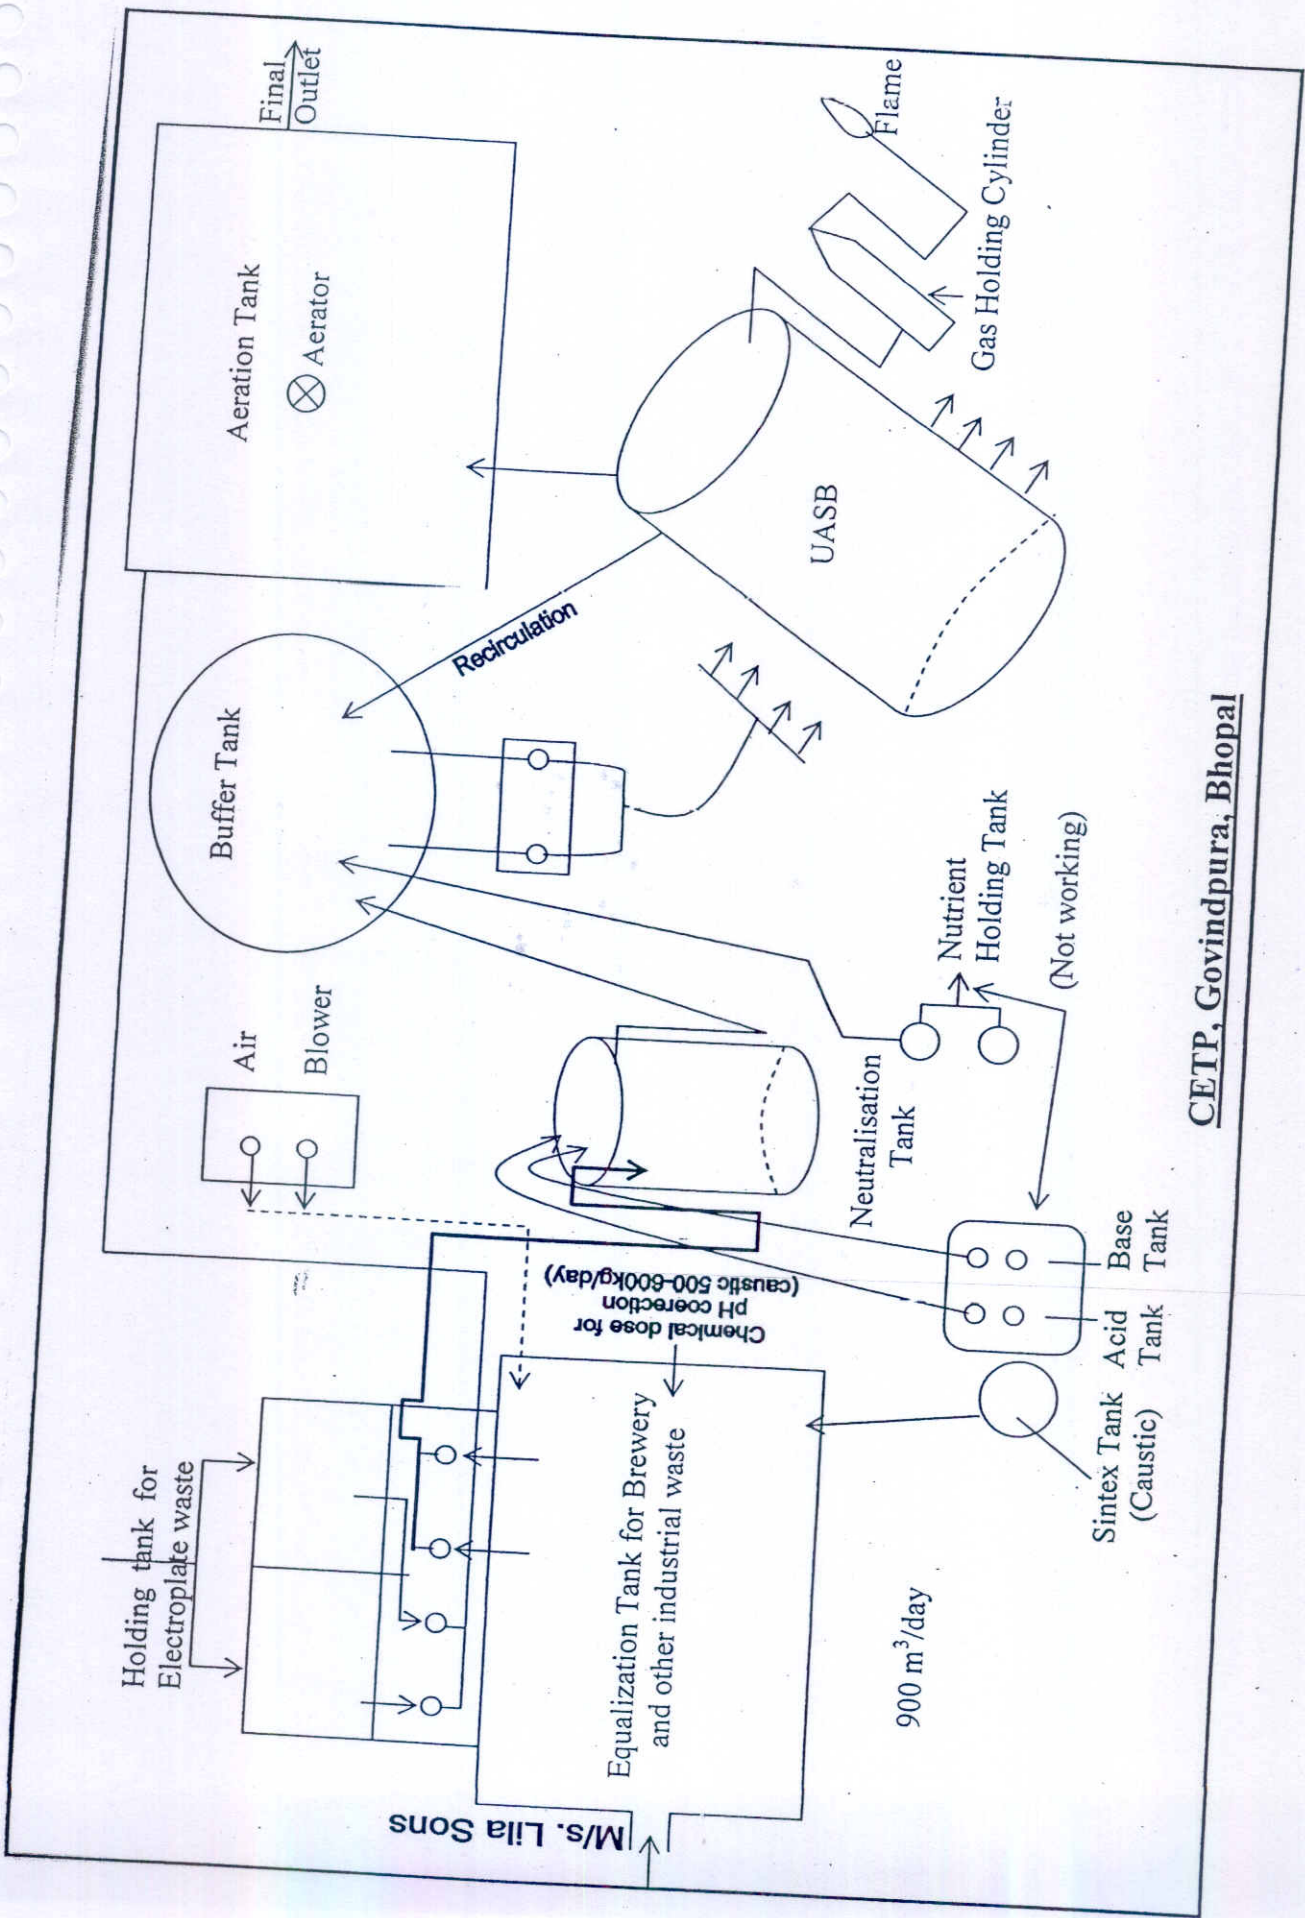 Holding tank for
Electroplate waste
Air
Blower
Buffer Tank
Aeration Tank
Aerator
Final
Outlet
M/s. Lila Sons
Equalization Tank for Brewery
and other industrial waste
Chemical dose for
pH coerection
(caustic 500-600kg/day)
Recirculation
UASB
Flame
Gas Holding Cylinder
900 m³/day
Sintex Tank
(Caustic)
Acid
Tank
Base
Tank
Neutralisation
Tank
Nutrient
Holding Tank
(Not working)
CETP, Govindpura, Bhopal